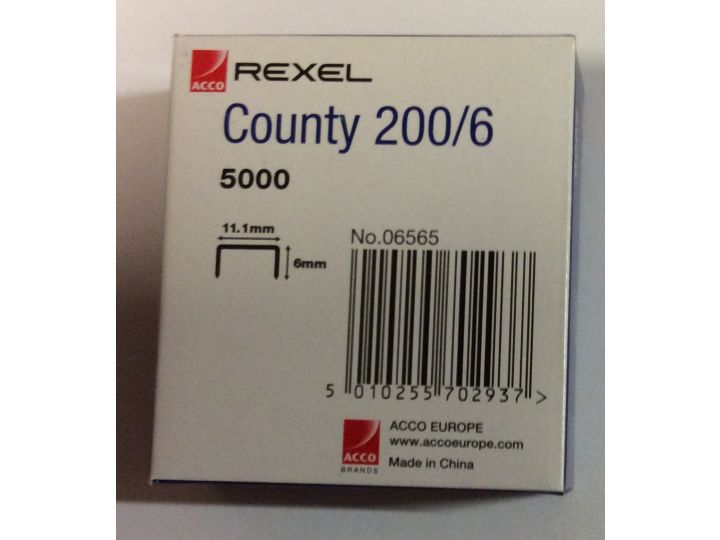 ACCO
REXEL
County 200/6
5000
11.1mm
6mm
No.06565
5 010255 702937 >
ACCO EUROPE
www.accoeurope.com
ACCO
BRANDS
Made in China